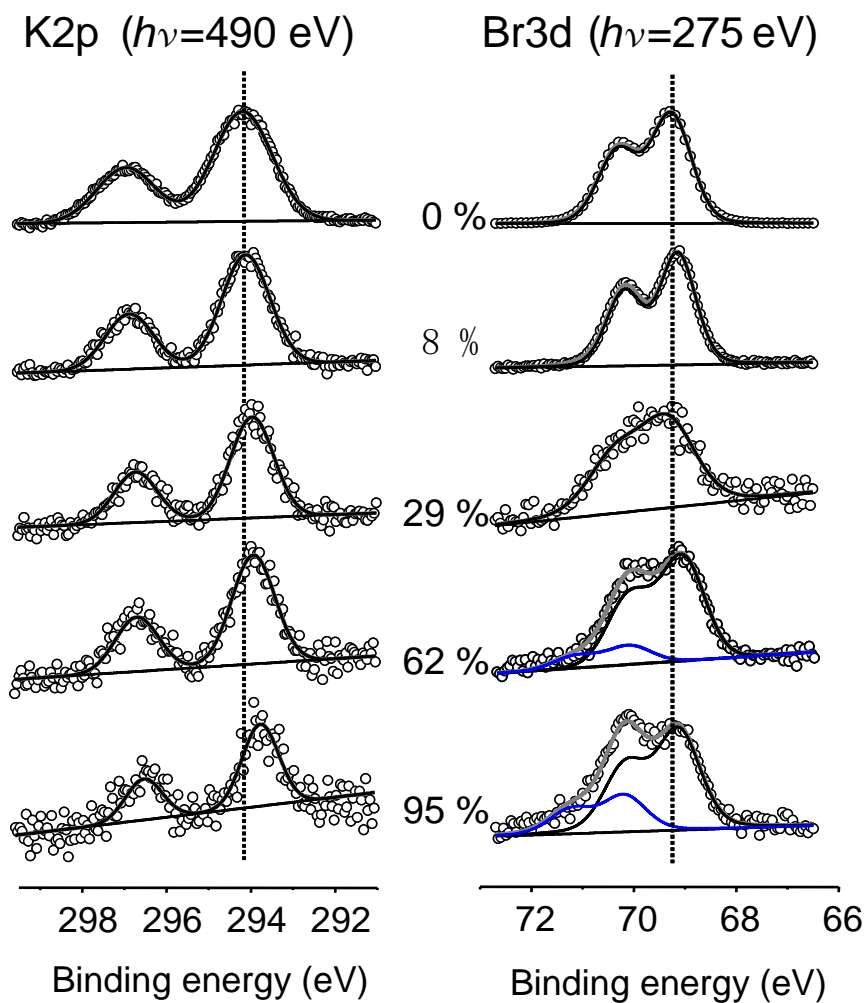 K2p (hν=490 eV)
Br3d (hν=275 eV)
0 %
8 %
29 %
62 %
95 %
298 296 294 292
72 70 68 66
Binding energy (eV)
Binding energy (eV)